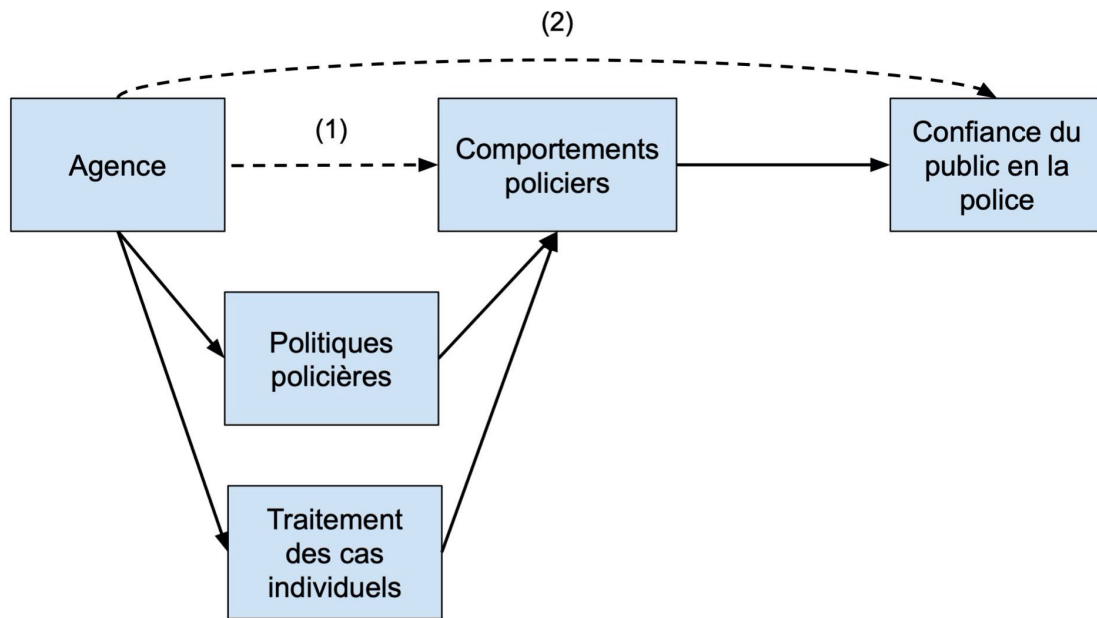 (2)
Agence
(1)
Comportements
policiers
Confiance du
public en la
police
Politiques
policières
Traitement
des cas
individuels